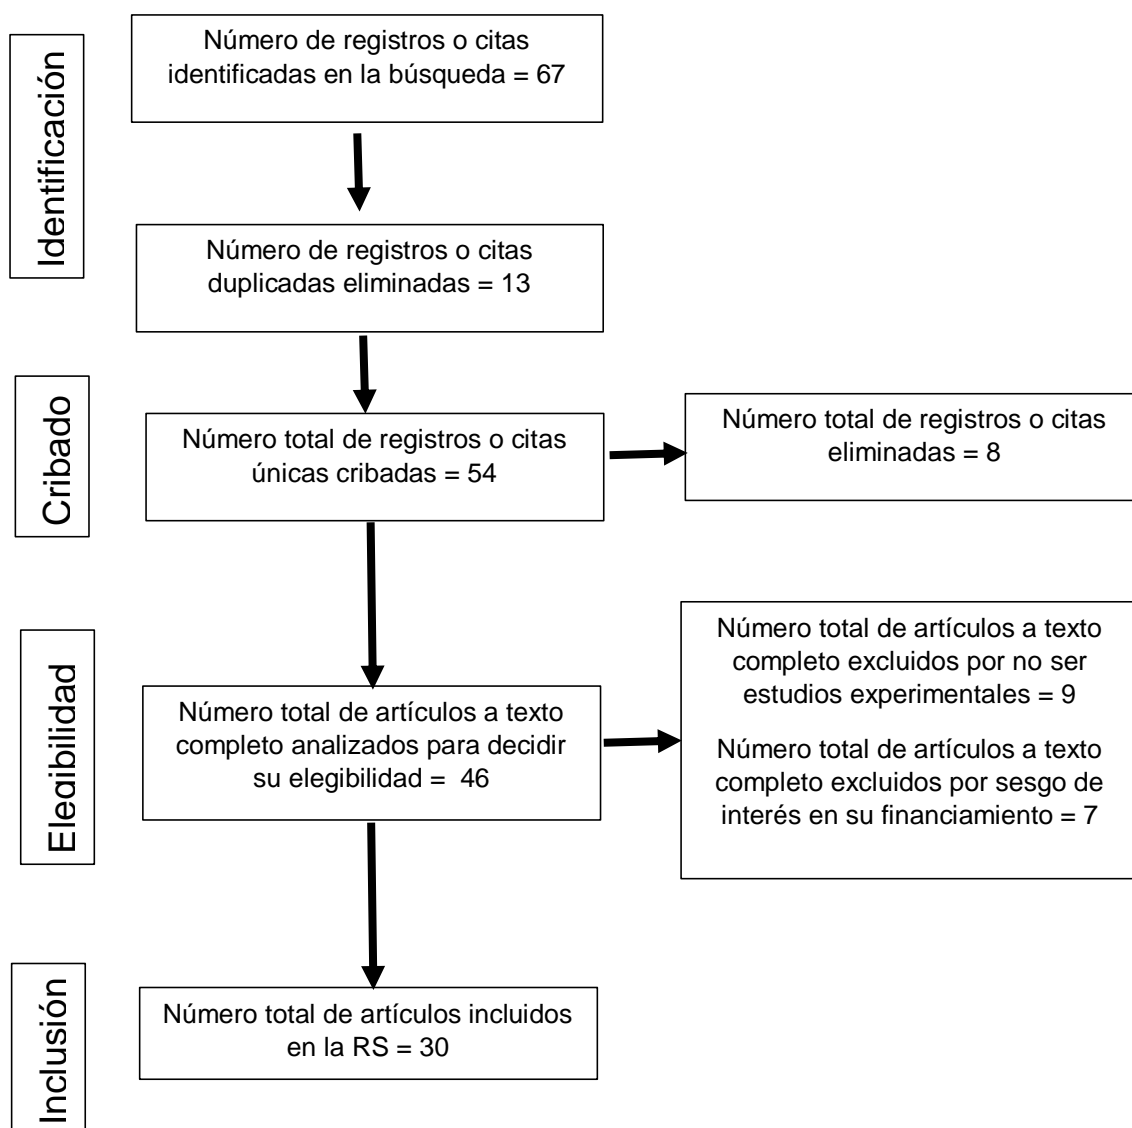 Identificación
Número de registros o citas
identificadas en la búsqueda = 67
Número de registros o citas
duplicadas eliminadas = 13
Cribado
Número total de registros o citas
únicas cribadas = 54
Número total de registros o citas
eliminadas = 8
Elegibilidad
Número total de artículos a texto
completo analizados para decidir
su elegibilidad = 46
Número total de artículos a texto
completo excluidos por no ser
estudios experimentales = 9
Número total de artículos a texto
completo excluidos por sesgo de
interés en su financiamiento = 7
Inclusión
Número total de artículos incluidos
en la RS = 30